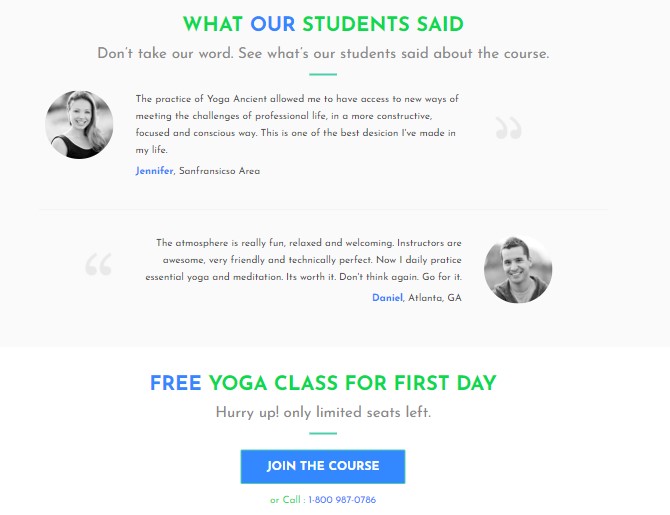 WHAT OUR STUDENTS SAID
Don't take our word. See what's our students said about the course.
The practice of Yoga Ancient allowed me to have access to new ways of
meeting the challenges of professional life, in a more constructive,
focused and conscious way. This is one of the best desicion I've made in
my life.
Jennifer, Sanfransicso Area
The atmosphere is really fun, relaxed and welcoming. Instructors are
awesome, very friendly and technically perfect. Now I daily pratice
essential yoga and meditation. Its worth it. Don't think again. Go for it.
Daniel, Atlanta, GA
FREE YOGA CLASS FOR FIRST DAY
Hurry up! only limited seats left.
JOIN THE COURSE
or Call : 1-800 987-0786